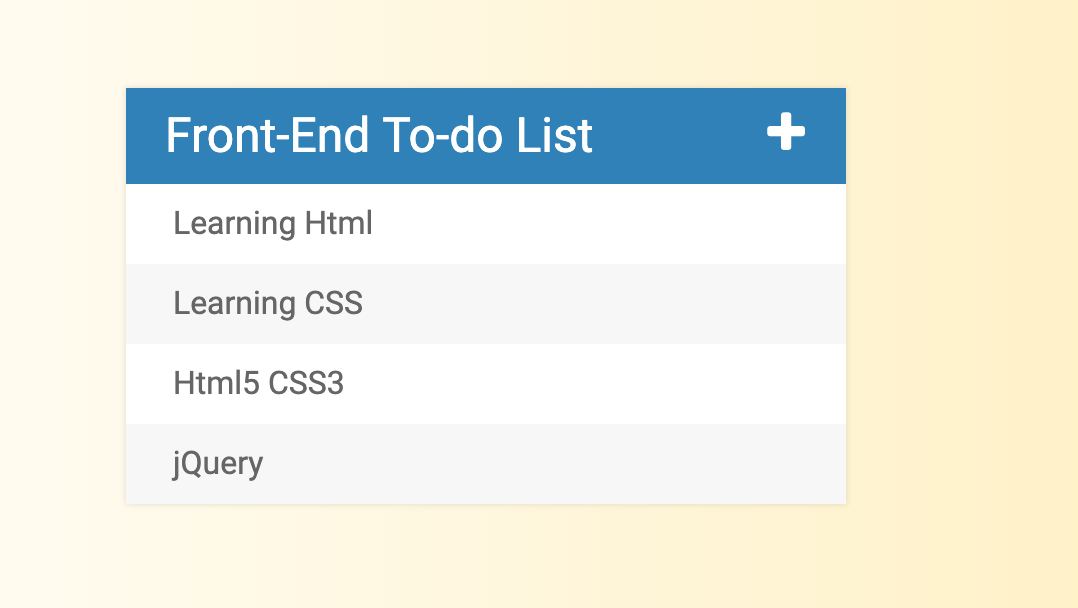 Front-End To-do List
Learning Html
Learning CSS
Html5 CSS3
jQuery